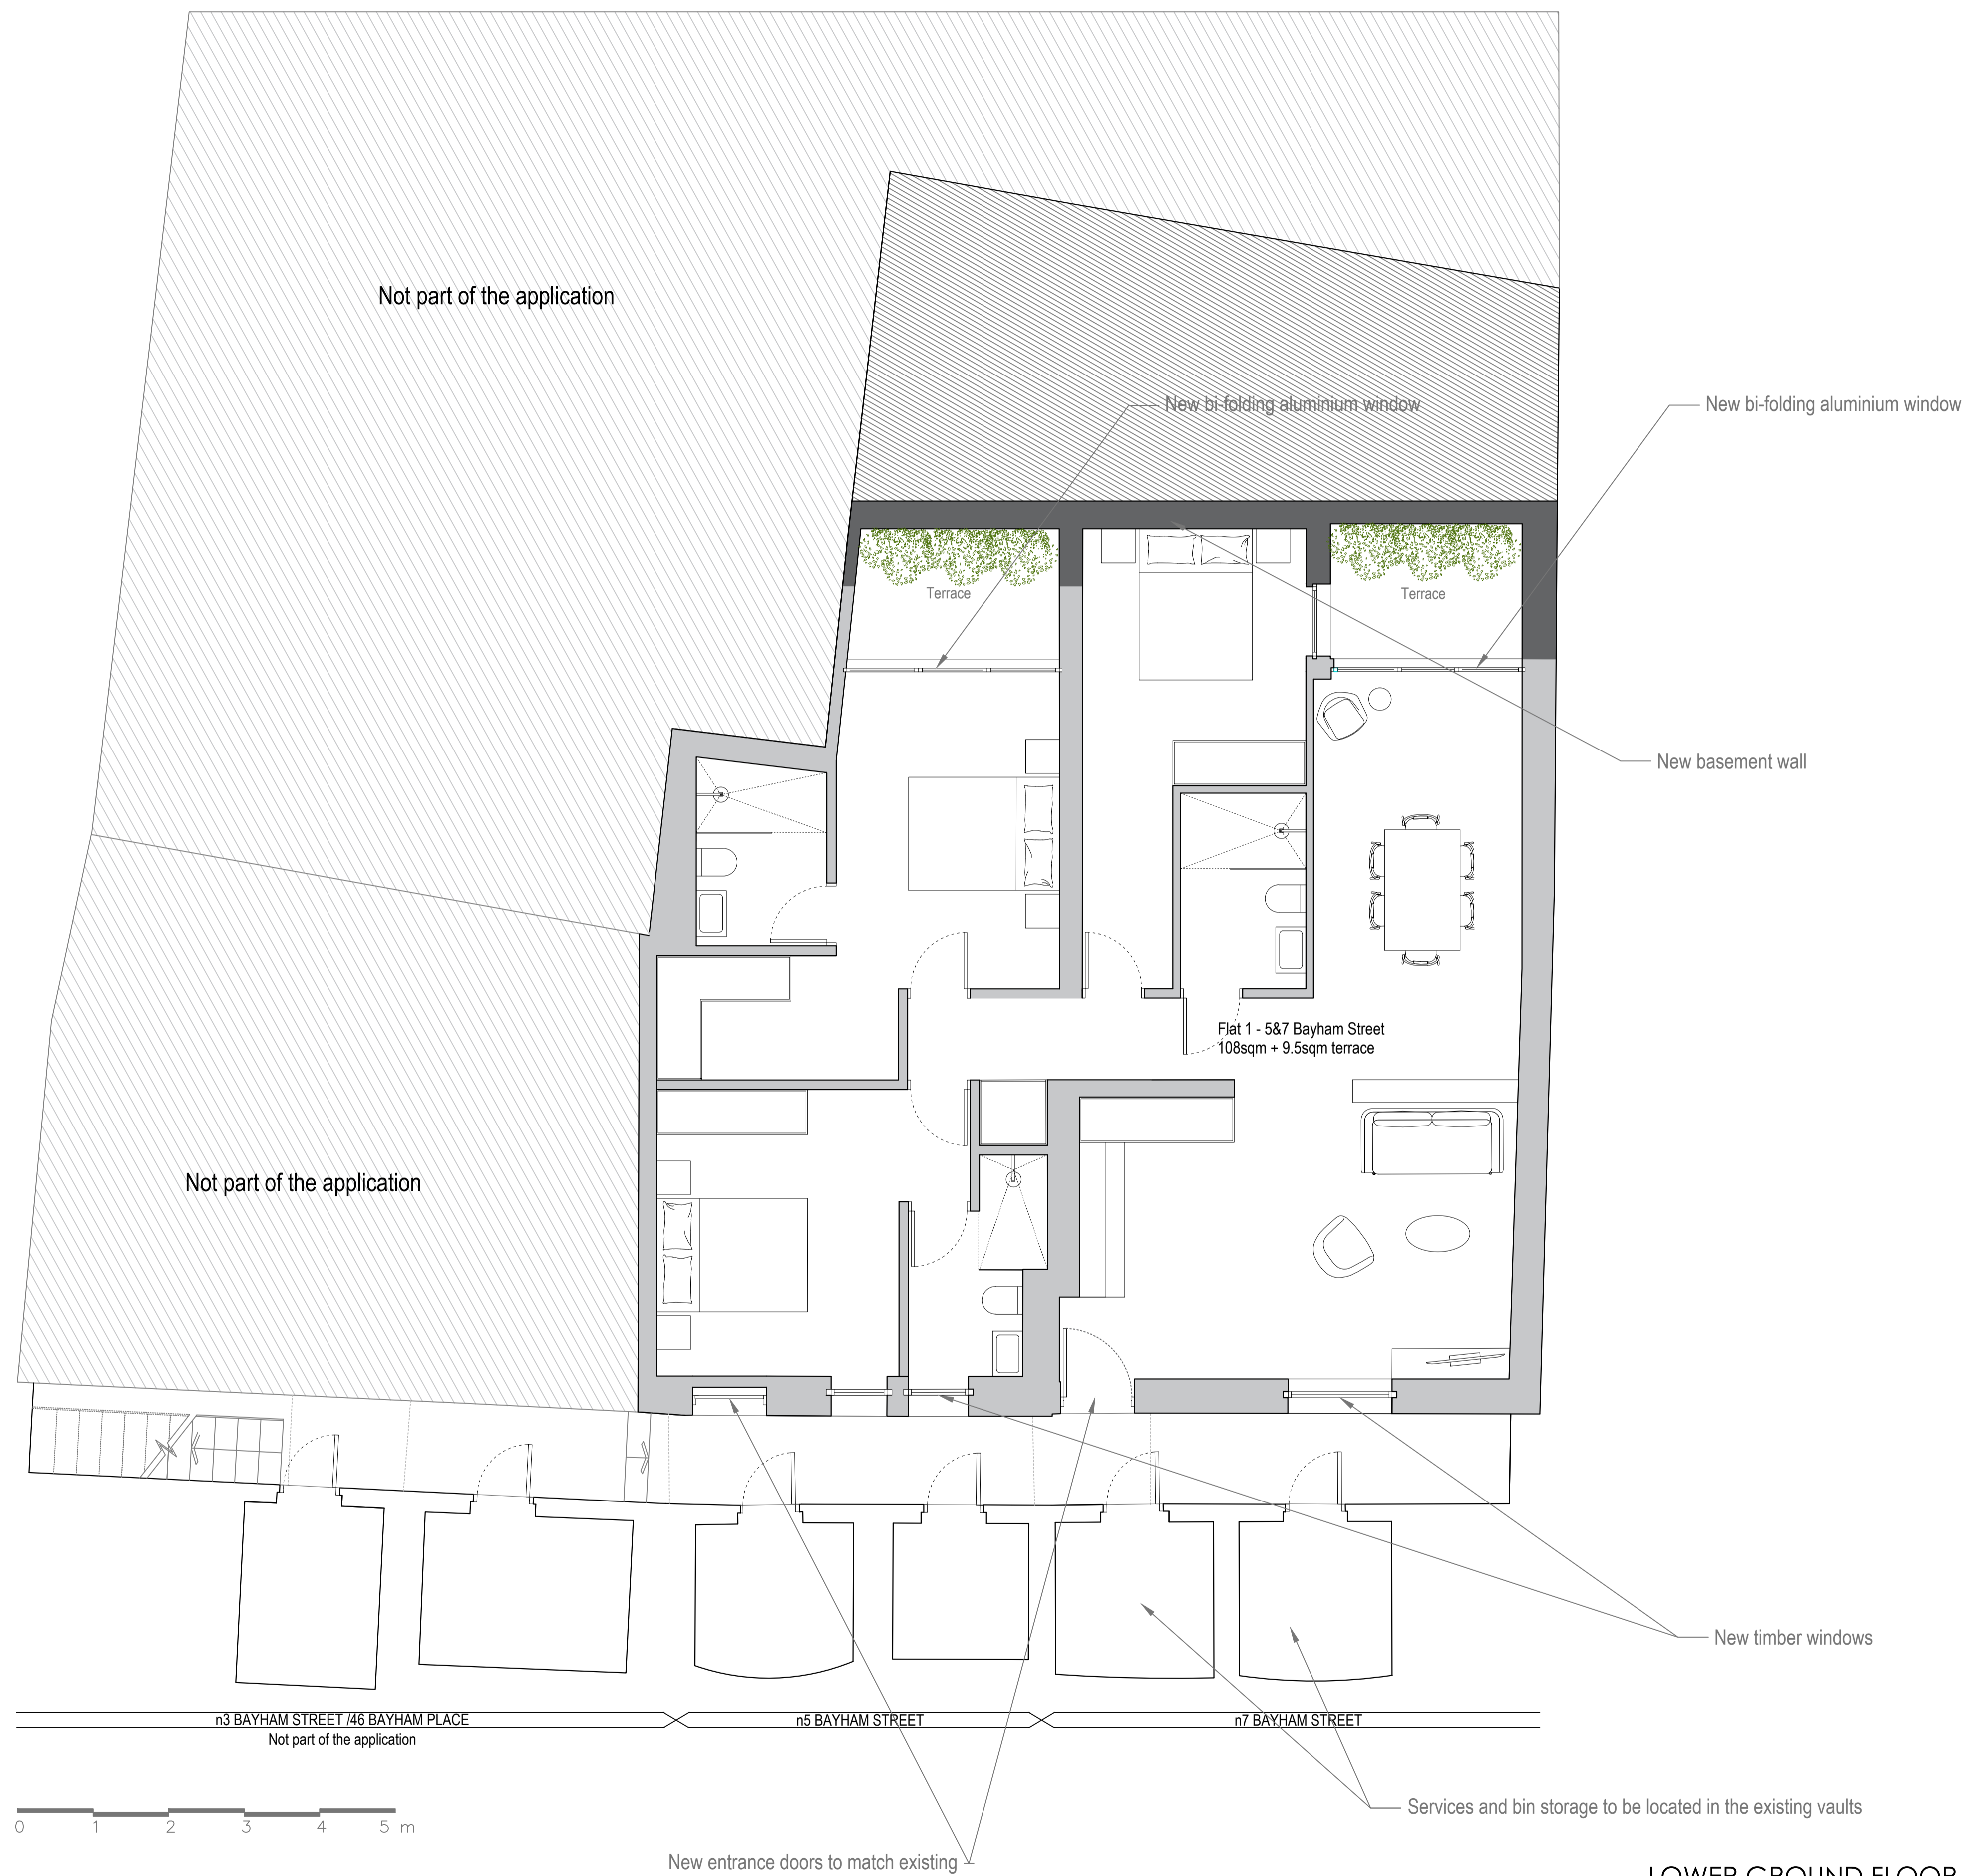 Not part of the application
New bi-folding aluminium window
New bi-folding aluminium window
Terrace
Terrace
New basement wall
Flat 1 - 5&7 Bayham Street
108sqm + 9.5sqm terrace
Not part of the application
New timber windows
n3 BAYHAM STREET /46 BAYHAM PLACE
n5 BAYHAM STREET
n7 BAYHAM STREET
Not part of the application
Services and bin storage to be located in the existing vaults
0 1 2 3 4 5 m
New entrance doors to match existing
LOWER GROUND FLOOR